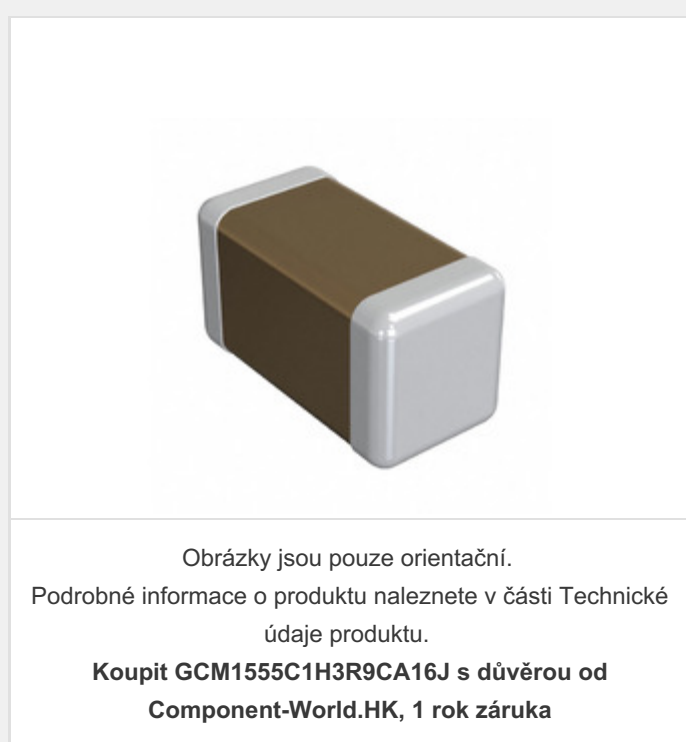 Obrázky jsou pouze orientační.
Podrobné informace o produktu naleznete v části Technické
údaje produktu.
Koupit GCM1555C1H3R9CA16J s důvěrou od
Component-World.HK, 1 rok záruka